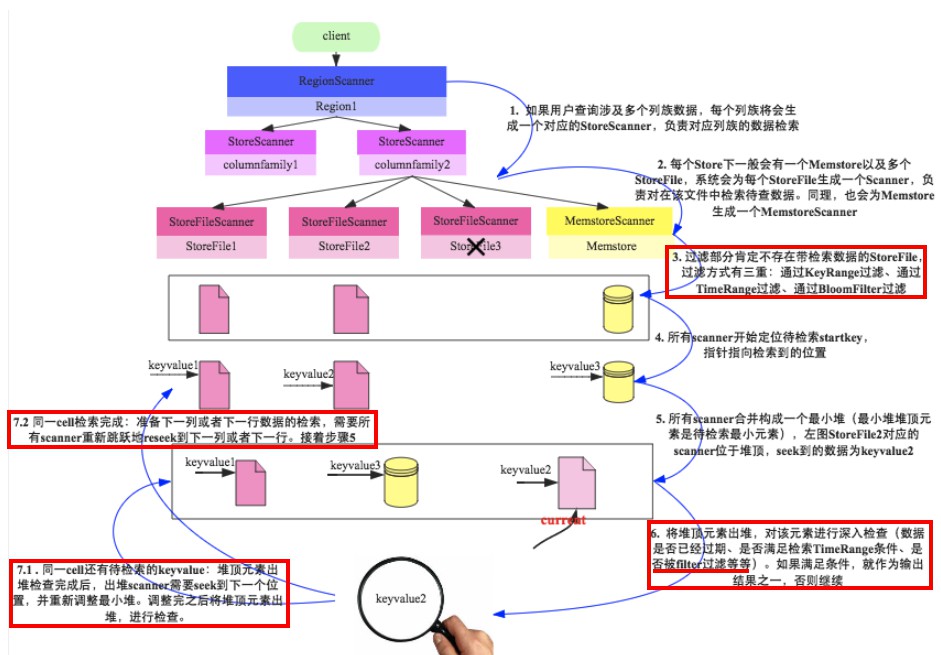 client
RegionScanner
Region1
1. 如果用户查询涉及多个列族数据，每个列族将会生
成一个对应的StoreScanner，负责对应列族的数据检索
StoreScanner
StoreScanner
columnfamily1
columnfamily2
2. 每个Store下一般会有一个Memstore以及多个
StoreFile，系统会为每个StoreFile生成一个Scanner，负
责对在该文件中检索待查数据。同理，也会为Memstore
生成一个MemstoreScanner
StoreFileScanner
StoreFileScanner
StoreFileScanner
MemstoreScanner
StoreFile1
StoreFile2
StoreFile3
Memstore
3. 过滤部分肯定不存在带检索数据的StoreFile，
过滤方式有三重：通过KeyRange过滤、通过
TimeRange过滤、通过BloomFilter过滤
4. 所有scanner开始定位待检索startkey，
指针指向检索到的位置
keyvalue1
keyvalue2
keyvalue3
7.2 同一cell检索完成：准备下一列或者下一行数据的检索，需要所
有scanner重新跳跃地reseek到下一列或者下一行。接着步骤5
5. 所有scanner合并构成一个最小堆（最小堆堆顶元
素是待检索最小元素），左图StoreFile2对应的
scanner位于堆顶，seek到的数据为keyvalue2
keyvalue1
keyvalue3
keyvalue2
current
6. 将堆顶元素出堆，对该元素进行深入检查（数据
是否已经过期、是否满足检索TimeRange条件、是
否被filter过滤等等）。如果满足条件，就作为输出
结果之一，否则继续
7.1 . 同一cell还有待检索的keyvalue：堆顶元素出
堆检查完成后，出堆scanner需要seek到下一个位
置，并重新调整最小堆。调整完之后将堆顶元素出
堆，进行检查。
keyvalue2